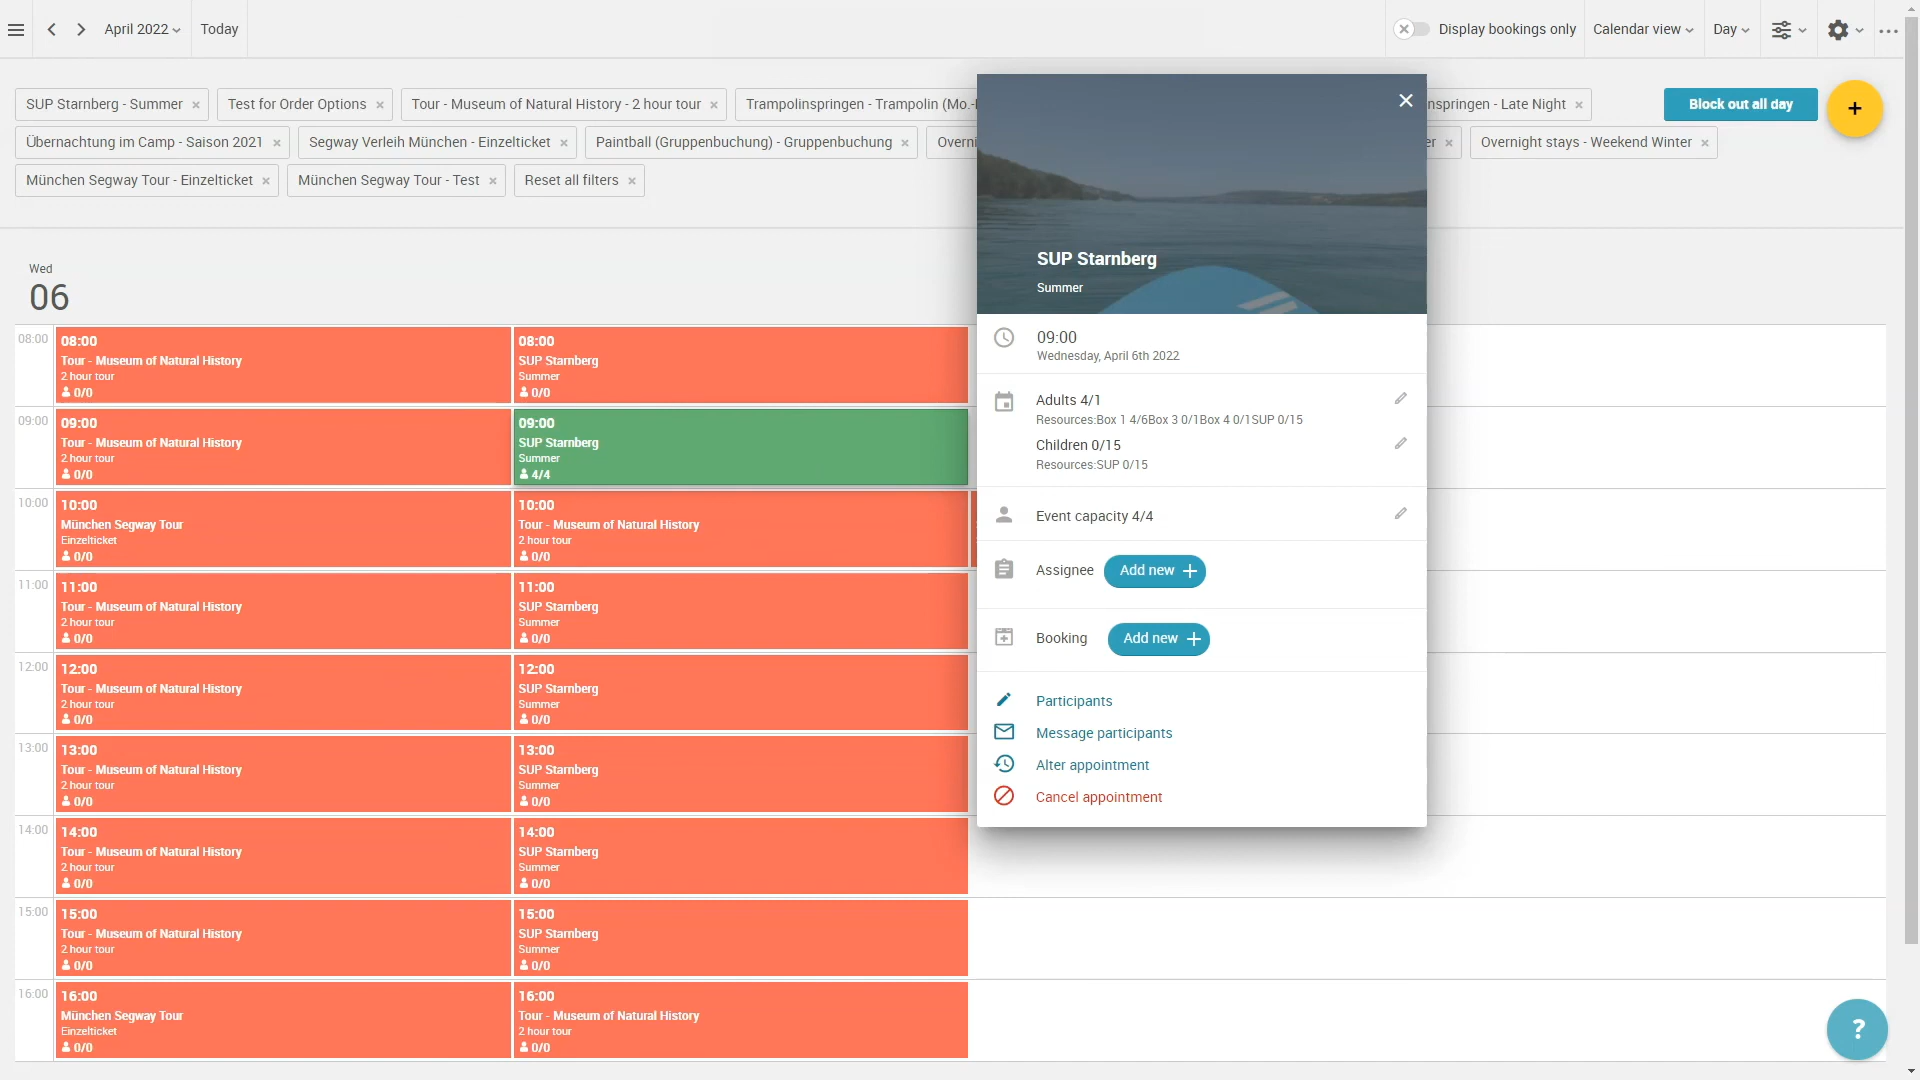 April 2022
Today
Display bookings only
Calendar view
Day
SUP Starnberg - Summer
Test for Order Options
Tour - Museum of Natural History - 2 hour tour
Trampolinspringen - Trampolin (Mo.-
nspringen - Late Night
Block out all day
+
Übernachtung im Camp - Saison 2021
Segway Verleih München - Einzelticket
Paintball (Gruppenbuchung) - Gruppenbuchung
Overni
er
Overnight stays - Weekend Winter
München Segway Tour - Einzelticket
München Segway Tour - Test
Reset all filters
Wed
06
08:00
08:00
Tour - Museum of Natural History
2 hour tour
0/0
08:00
SUP Starnberg
Summer
0/0
09:00
09:00
Tour - Museum of Natural History
2 hour tour
0/0
09:00
SUP Starnberg
Summer
4/4
10:00
10:00
München Segway Tour
Einzelticket
0/0
10:00
Tour - Museum of Natural History
2 hour tour
0/0
11:00
11:00
Tour - Museum of Natural History
2 hour tour
0/0
11:00
SUP Starnberg
Summer
0/0
12:00
12:00
Tour - Museum of Natural History
2 hour tour
0/0
12:00
SUP Starnberg
Summer
0/0
13:00
13:00
Tour - Museum of Natural History
2 hour tour
0/0
13:00
SUP Starnberg
Summer
0/0
14:00
14:00
Tour - Museum of Natural History
2 hour tour
0/0
14:00
SUP Starnberg
Summer
0/0
15:00
15:00
Tour - Museum of Natural History
2 hour tour
0/0
15:00
SUP Starnberg
Summer
0/0
16:00
16:00
München Segway Tour
Einzelticket
0/0
16:00
Tour - Museum of Natural History
2 hour tour
0/0
SUP Starnberg
Summer
09:00
Wednesday, April 6th 2022
Adults 4/1
Resources:Box 1 4/6Box 3 0/1Box 4 0/1SUP 0/15
Children 0/15
Resources:SUP 0/15
Event capacity 4/4
Assignee
Add new +
Booking
Add new +
Participants
Message participants
Alter appointment
Cancel appointment
?